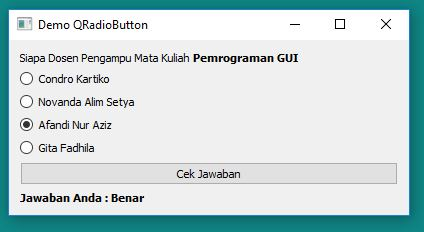 Demo QRadioButton
Siapa Dosen Pengampu Mata Kuliah Pemrograman GUI
Condro Kartiko
Novanda Alim Setya
Afandi Nur Aziz
Gita Fadhila
Cek Jawaban
Jawaban Anda : Benar